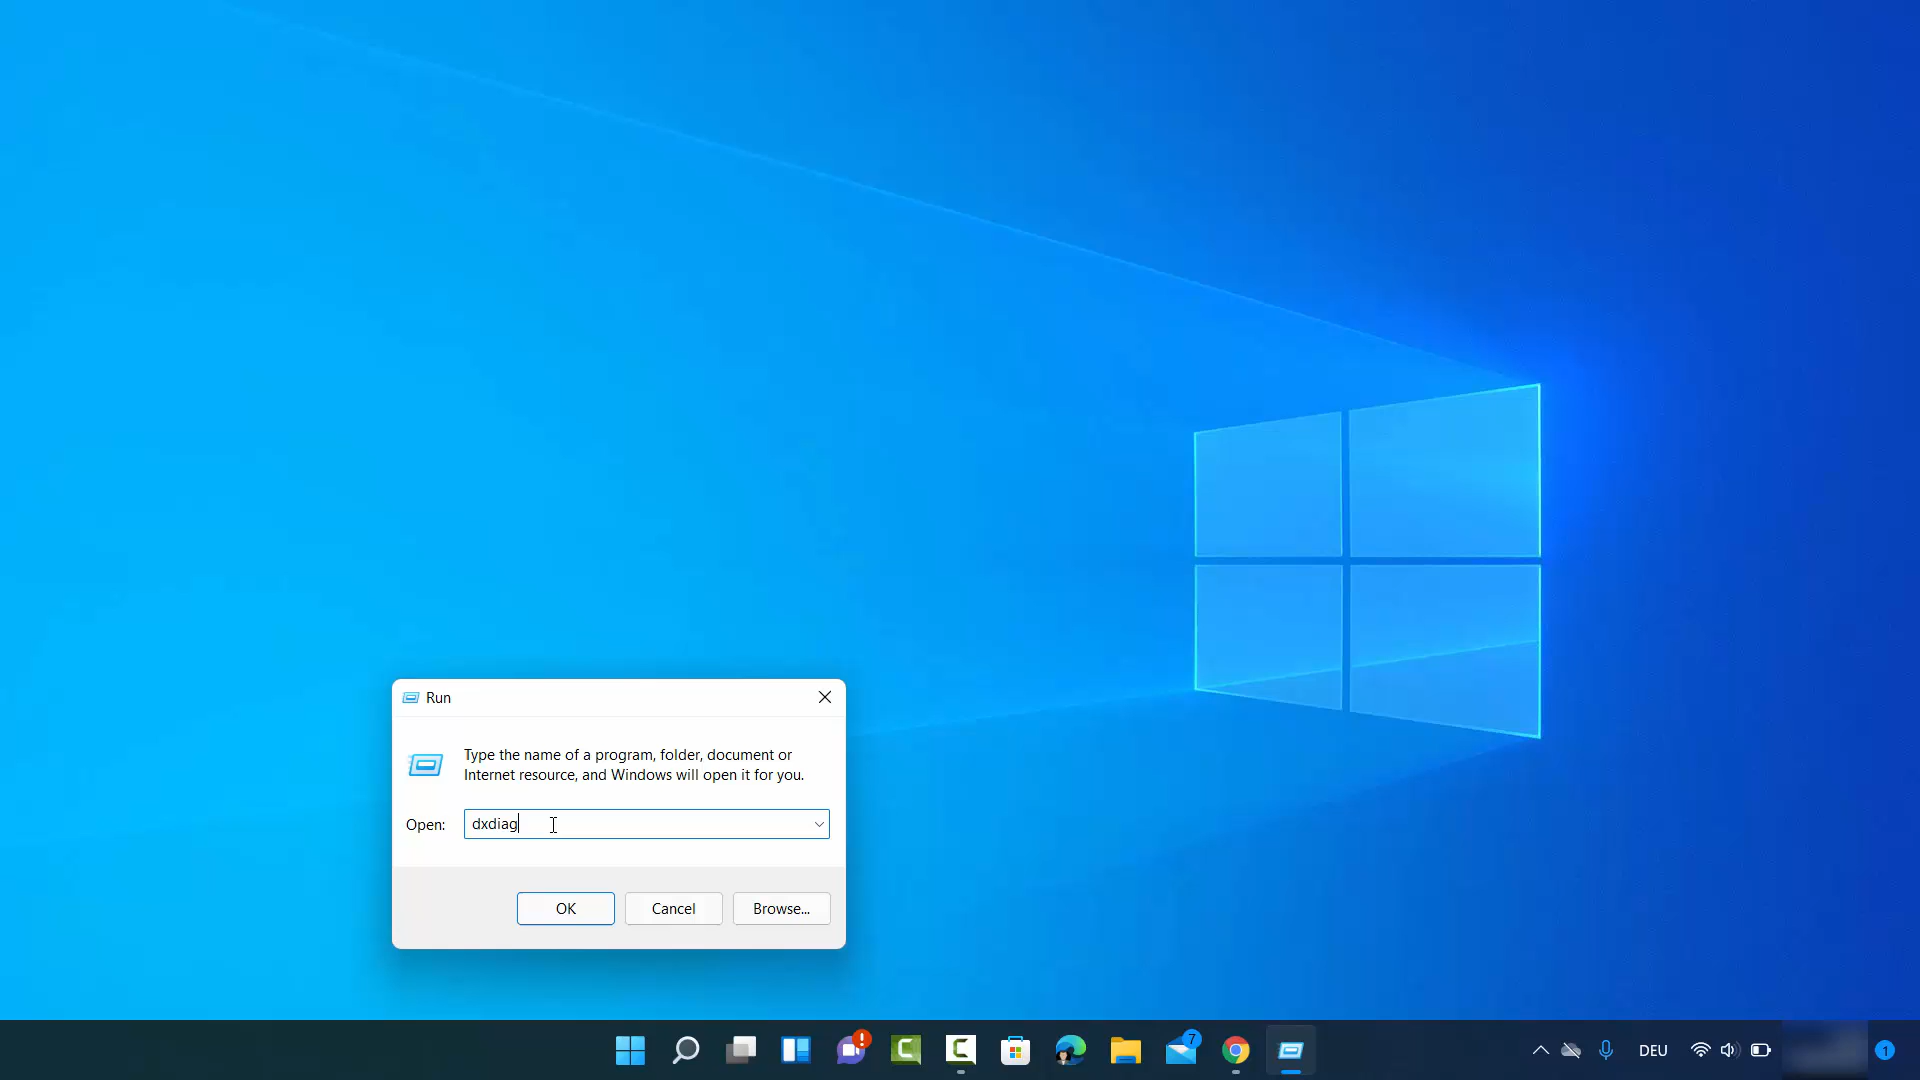 Run
Type the name of a program, folder, document or
Internet resource, and Windows will open it for you.
Open:
dxdiag
OK
Cancel
Browse...
!
7
DEU
1